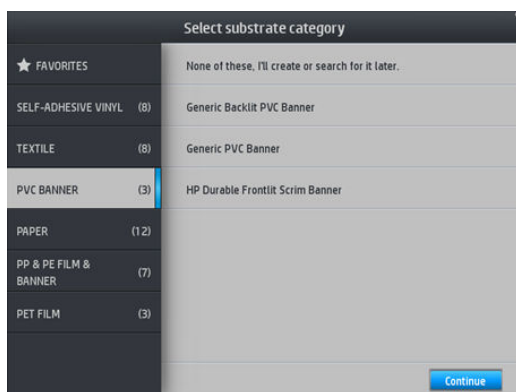 Select substrate category
FAVORITES
SELF-ADHESIVE VINYL (8)
TEXTILE (8)
PVC BANNER (3)
PAPER (12)
PP & PE FILM &
BANNER (7)
PET FILM (3)
None of these, I'll create or search for it later.
Generic Backlit PVC Banner
Generic PVC Banner
HP Durable Frontlit Scrim Banner
Continue